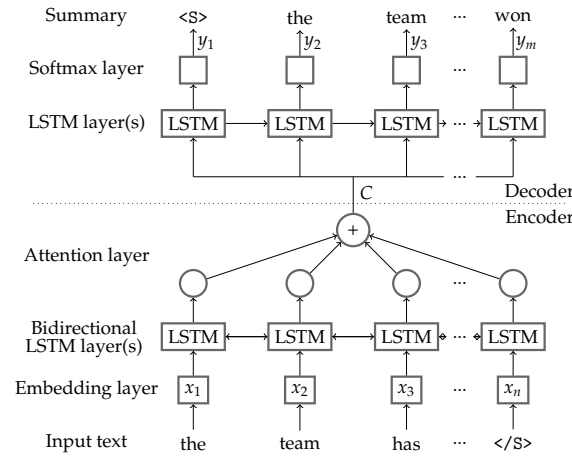 Summary <S> the team ... won
y1 y2 y3 ym
Softmax layer ...
LSTM layer(s) LSTM LSTM LSTM ... LSTM
...
C Decoder
Encoder
+
Attention layer
...
Bidirectional
LSTM layer(s) LSTM LSTM LSTM ... LSTM
Embedding layer x1 x2 x3 ... xn
Input text the team has ... </S>